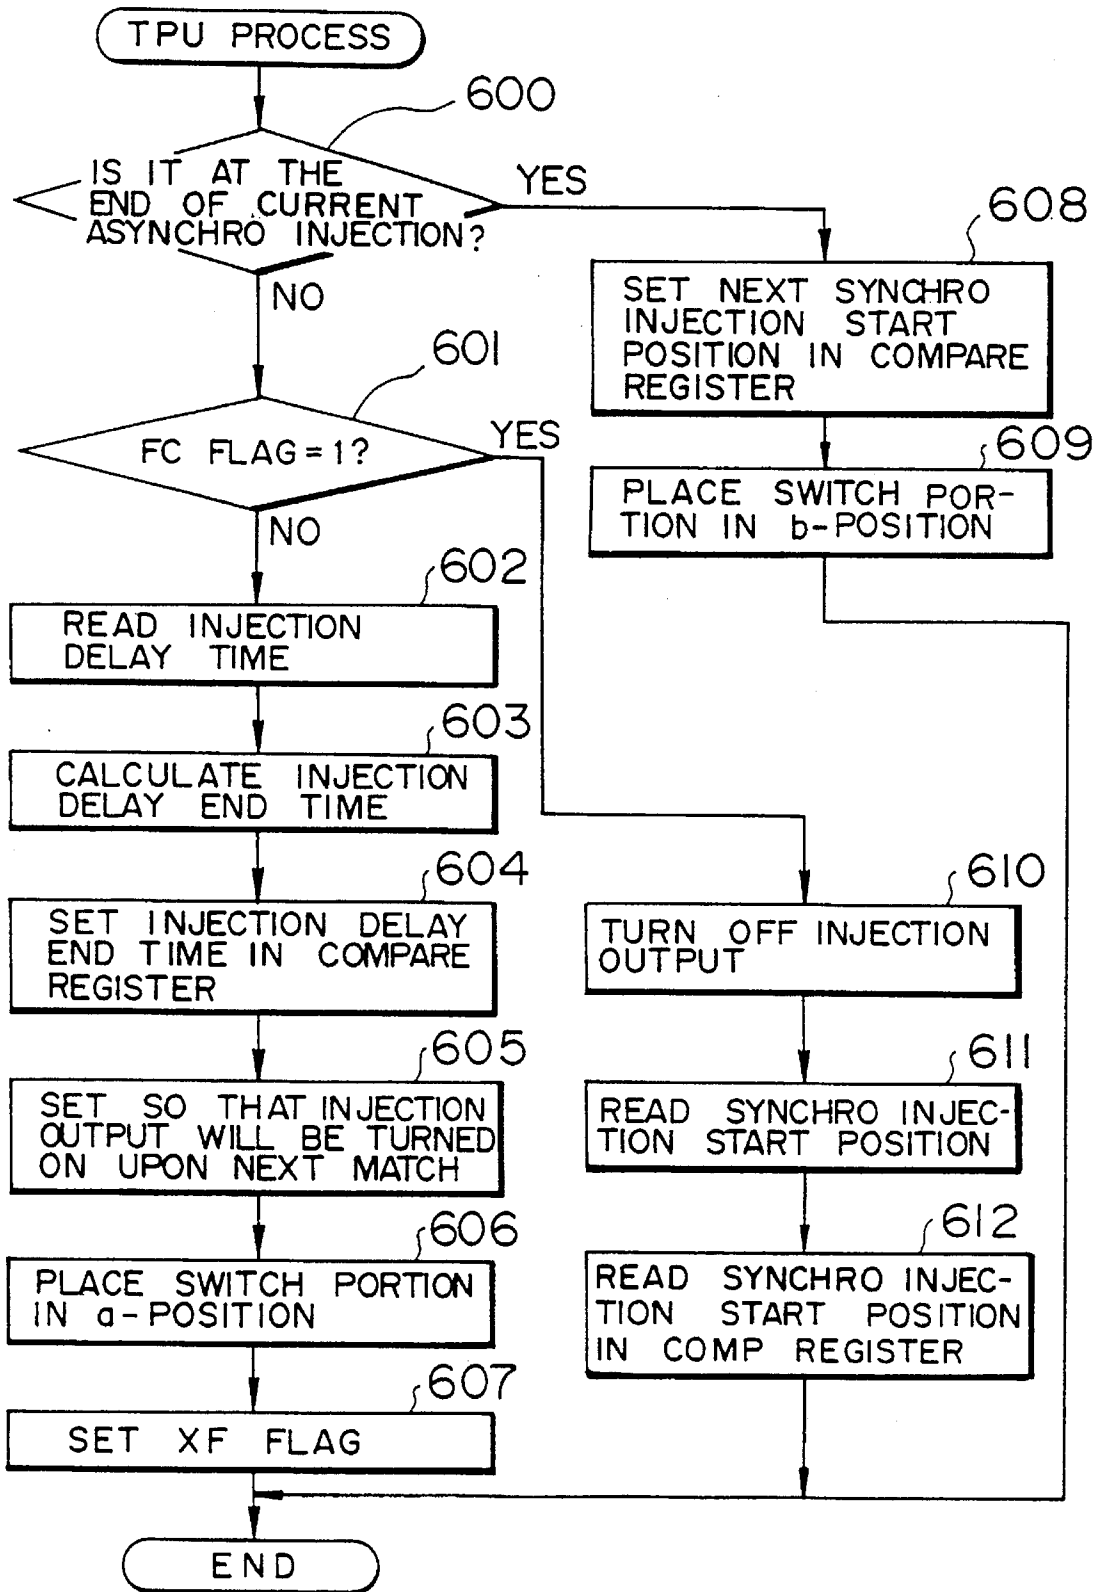 TPU PROCESS
600
IS IT AT THE
END OF CURRENT
ASYNCHRO INJECTION?
YES
NO
608
SET NEXT SYNCHRO
INJECTION START
POSITION IN COMPARE
REGISTER
601
FC FLAG = 1?
YES
NO
609
PLACE SWITCH POR-
TION IN b-POSITION
602
READ INJECTION
DELAY TIME
603
CALCULATE INJECTION
DELAY END TIME
604
SET INJECTION DELAY
END TIME IN COMPARE
REGISTER
605
SET SO THAT INJECTION
OUTPUT WILL BE TURNED
ON UPON NEXT MATCH
606
PLACE SWITCH PORTION
IN a-POSITION
607
SET XF FLAG
610
TURN OFF INJECTION
OUTPUT
611
READ SYNCHRO INJEC-
TION START POSITION
612
READ SYNCHRO INJEC-
TION START POSITION
IN COMP REGISTER
END